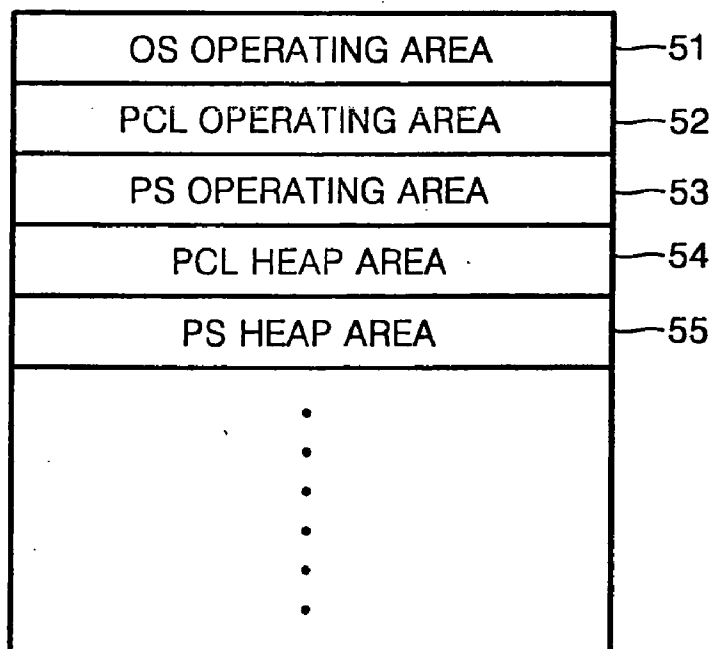 OS OPERATING AREA 51
PCL OPERATING AREA 52
PS OPERATING AREA 53
PCL HEAP AREA 54
PS HEAP AREA 55